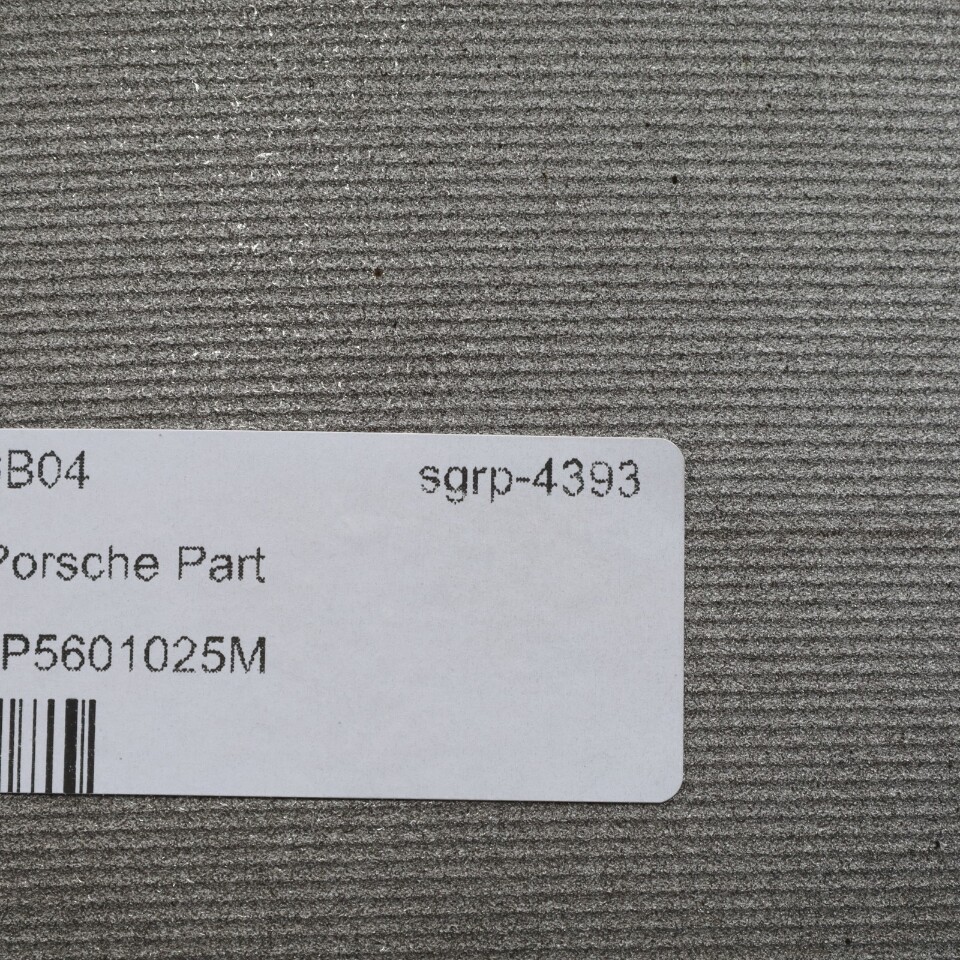 B04 sgrp-4393
Porsche Part
P5601025M